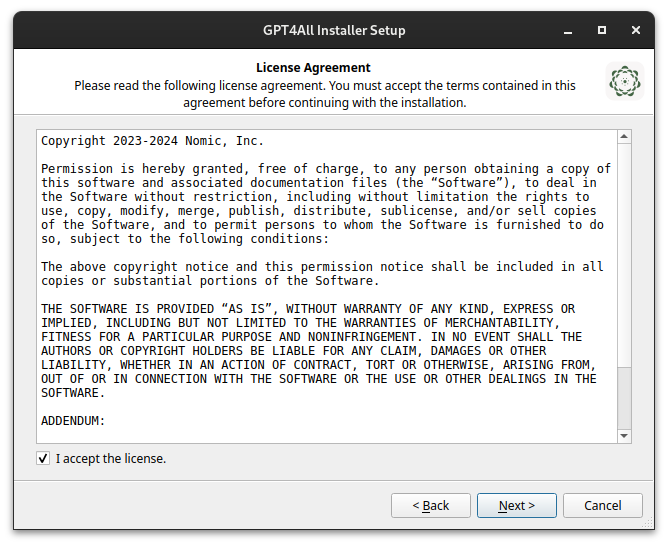 GPT4All Installer Setup
License Agreement
Please read the following license agreement. You must accept the terms contained in this
agreement before continuing with the installation.
Copyright 2023-2024 Nomic, Inc.
Permission is hereby granted, free of charge, to any person obtaining a copy of
this software and associated documentation files (the “Software”), to deal in
the Software without restriction, including without limitation the rights to
use, copy, modify, merge, publish, distribute, sublicense, and/or sell copies
of the Software, and to permit persons to whom the Software is furnished to do
so, subject to the following conditions:
The above copyright notice and this permission notice shall be included in all
copies or substantial portions of the Software.
THE SOFTWARE IS PROVIDED “AS IS”, WITHOUT WARRANTY OF ANY KIND, EXPRESS OR
IMPLIED, INCLUDING BUT NOT LIMITED TO THE WARRANTIES OF MERCHANTABILITY,
FITNESS FOR A PARTICULAR PURPOSE AND NONINFRINGEMENT. IN NO EVENT SHALL THE
AUTHORS OR COPYRIGHT HOLDERS BE LIABLE FOR ANY CLAIM, DAMAGES OR OTHER
LIABILITY, WHETHER IN AN ACTION OF CONTRACT, TORT OR OTHERWISE, ARISING FROM,
OUT OF OR IN CONNECTION WITH THE SOFTWARE OR THE USE OR OTHER DEALINGS IN THE
SOFTWARE.
ADDENDUM:
I accept the license.
< Back
Next >
Cancel